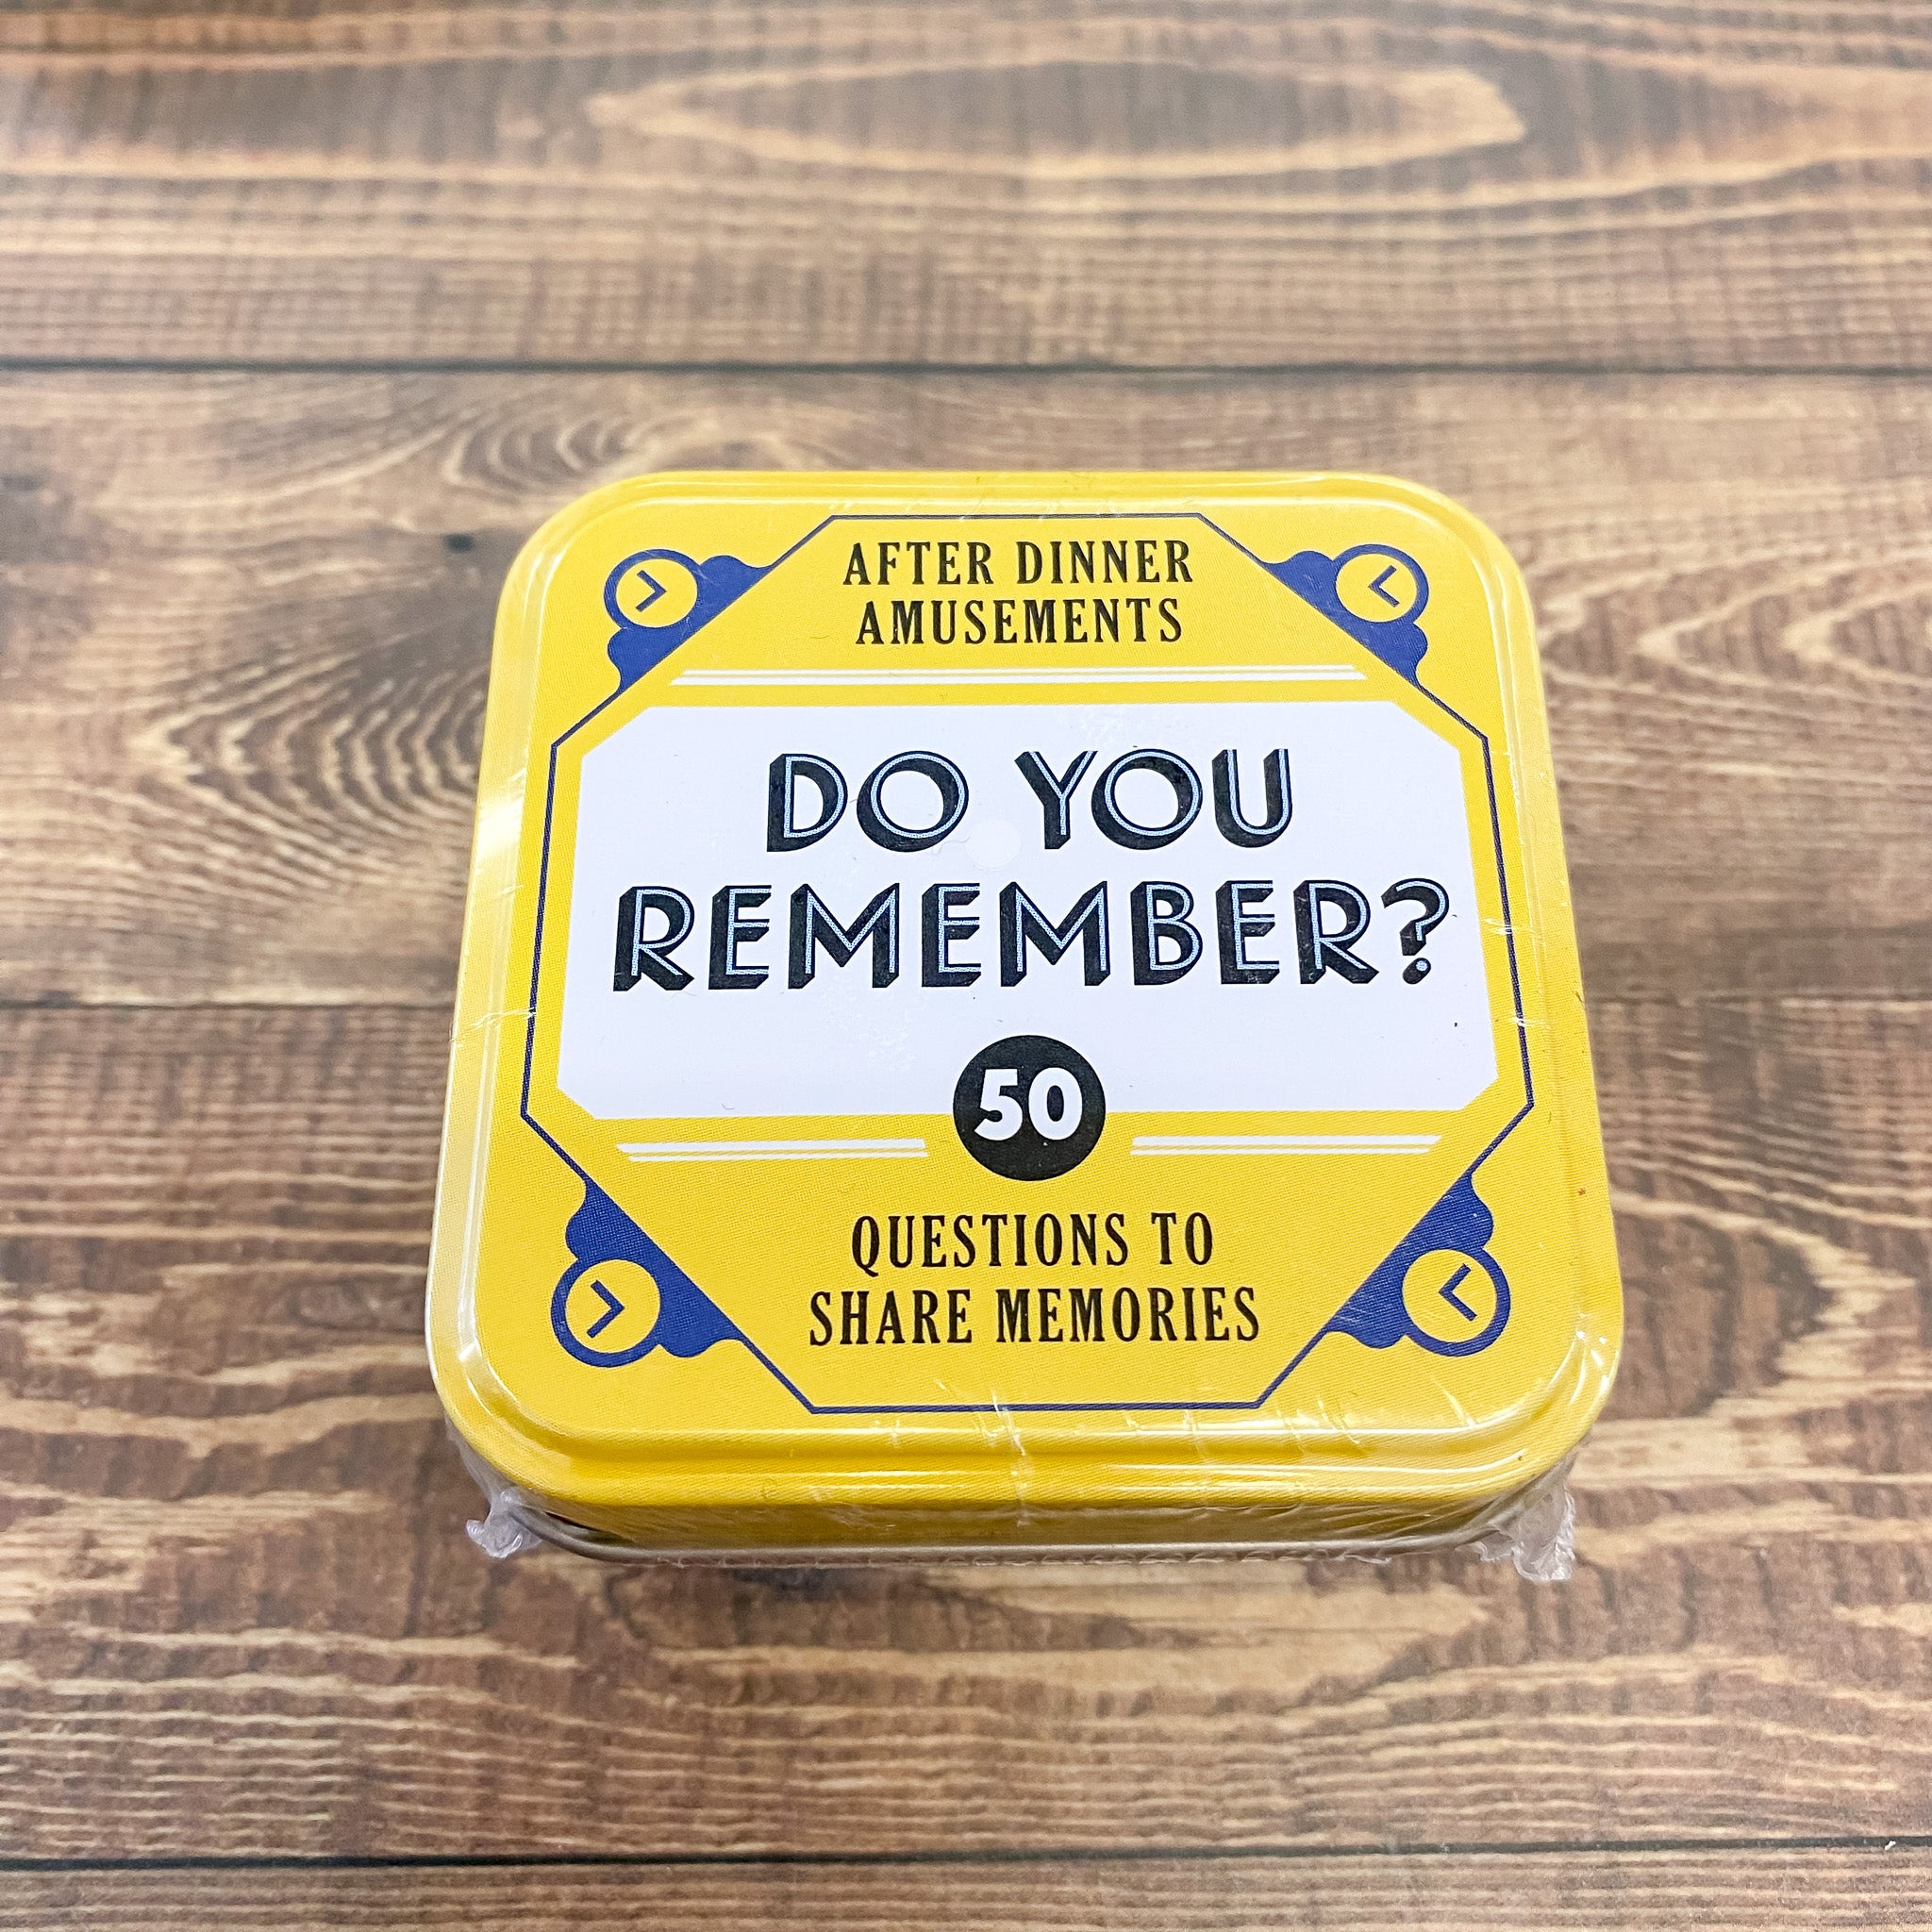 AFTER DINNER
AMUSEMENTS
DO YOU
REMEMBER?
50
QUESTIONS TO
SHARE MEMORIES